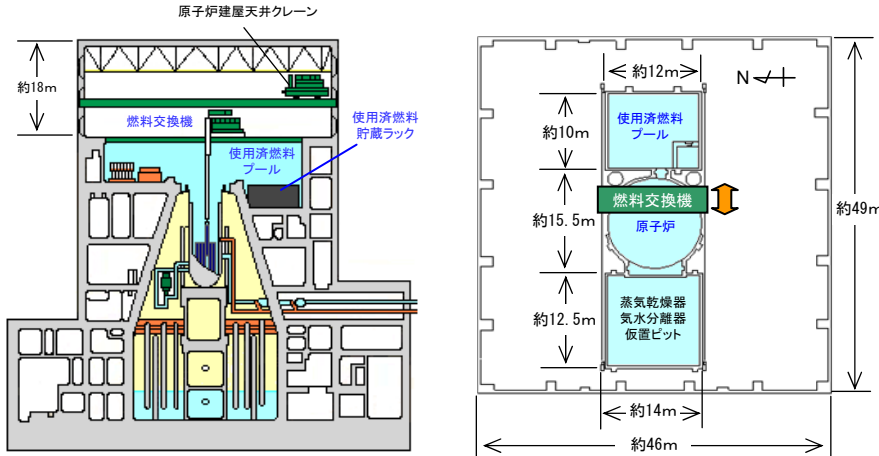 原子炉建屋天井クレーン
約18m
燃料交換機
使用済燃料
貯蔵ラック
使用済燃料
プール
約12m
N
約10m
使用済燃料
プール
燃料交換機
約15.5m
原子炉
約49m
約12.5m
蒸気乾燥器
気水分離器
仮置ピット
約14m
約46m